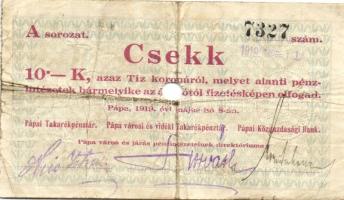 A sorozat. 7327 szám.
1919
Csekk
10·— K, azaz Tiz koronáról, melyet alanti pénz-
intézetek bármelyike az fizetésképen elfogad.
Pápa, 1919. évi május hó 8-án.
Pápai Takarékpénztár. Pápa városi és vidéki Takarékpénztár. Pápai Közgazdasági Bank.
Pápa város és járás pénzintézeteinek direktóriuma